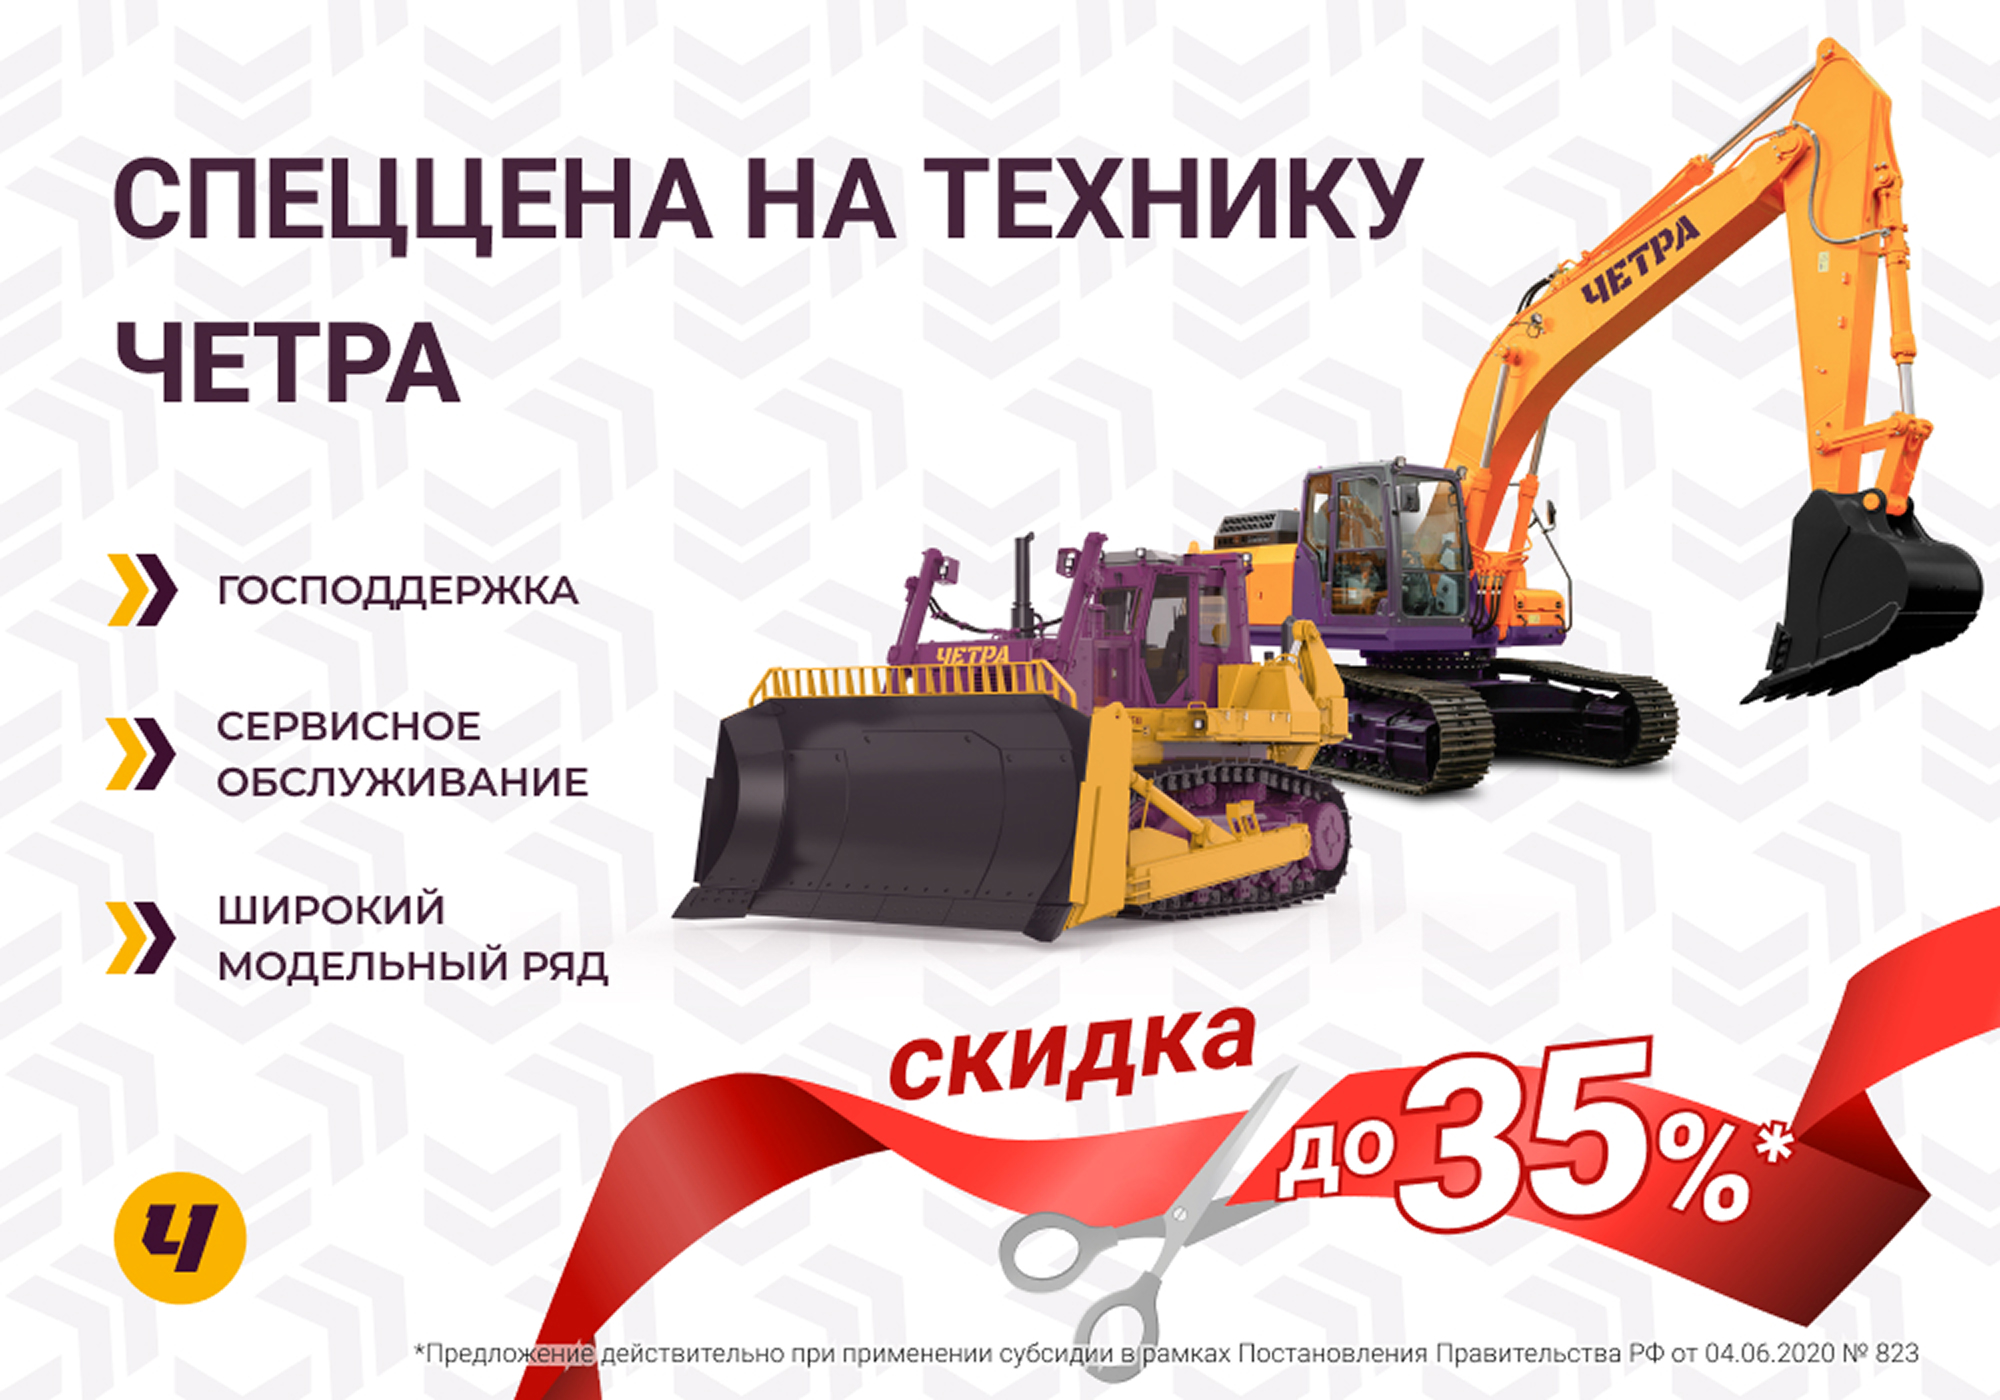 СПЕЦЦЕНА НА ТЕХНИКУ
ЧЕТРА
ЧЕТРА
ЧЕТРА
ГОСПОДДЕРЖКА
СЕРВИСНОЕ
ОБСЛУЖИВАНИЕ
ШИРОКИЙ
МОДЕЛЬНЫЙ РЯД
скидка
до 35%*
Ч
*Предложение действительно при применении субсидии в рамках Постановления Правительства РФ от 04.06.2020 № 823